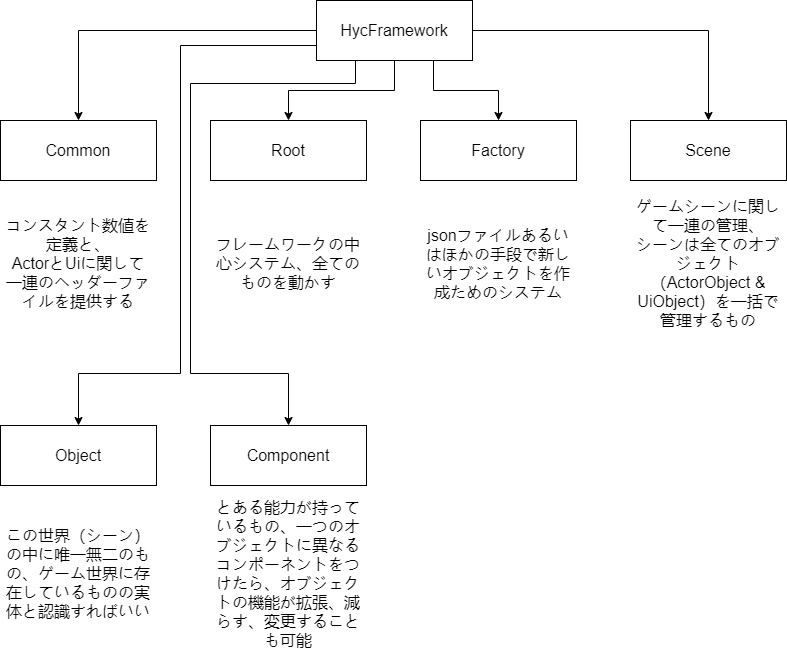 HycFramework
Common
Root
Factory
Scene
コンスタント数値を
定義と、
ActorとUiに関して
一連のヘッダーファ
イルを提供する
フレームワークの中
心システム、全ての
ものを動かす
jsonファイルあるい
はほかの手段で新し
いオブジェクトを作
成ためのシステム
ゲームシーンに関し
て一連の管理、
シーンは全てのオブ
ジェクト
（ActorObject &
UiObject）を一括で
管理するもの
Object
Component
この世界（シーン）
の中に唯一無二のも
の、ゲーム世界に存
在しているものの実
体と認識すればいい
とある能力が持って
いるもの、一つのオ
ブジェクトに異なる
コンポーネントをつ
けたら、オブジェク
トの機能が拡張、減
らす、変更すること
も可能